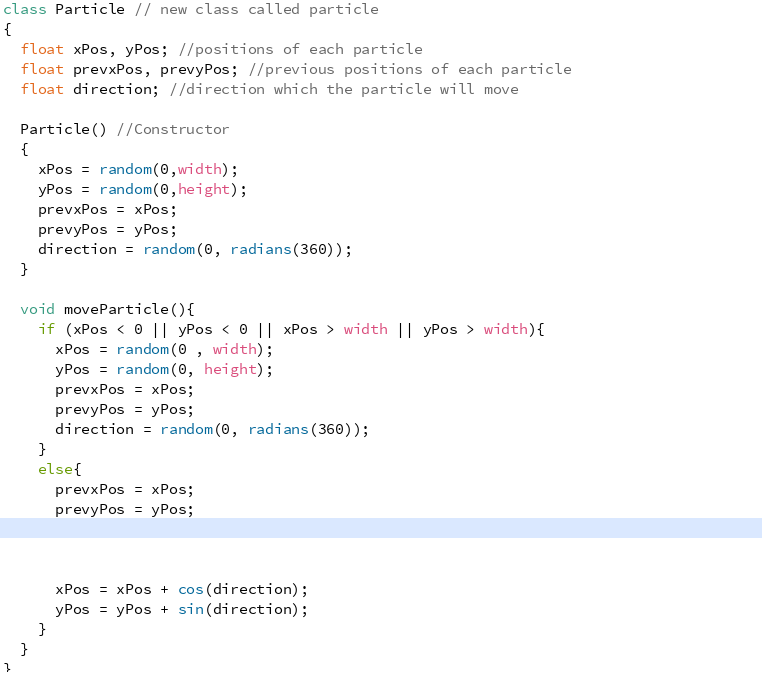 class Particle // new class called particle
{
  float xPos, yPos; //positions of each particle
  float prevxPos, prevyPos; //previous positions of each particle
  float direction; //direction which the particle will move

  Particle() //Constructor
  {
    xPos = random(0,width);
    yPos = random(0,height);
    prevxPos = xPos;
    prevyPos = yPos;
    direction = random(0, radians(360));
  }

  void moveParticle(){
    if (xPos < 0 || yPos < 0 || xPos > width || yPos > width){
      xPos = random(0 , width);
      yPos = random(0, height);
      prevxPos = xPos;
      prevyPos = yPos;
      direction = random(0, radians(360));
    }
    else{
      prevxPos = xPos;
      prevyPos = yPos;



      xPos = xPos + cos(direction);
      yPos = yPos + sin(direction);
    }
  }
}